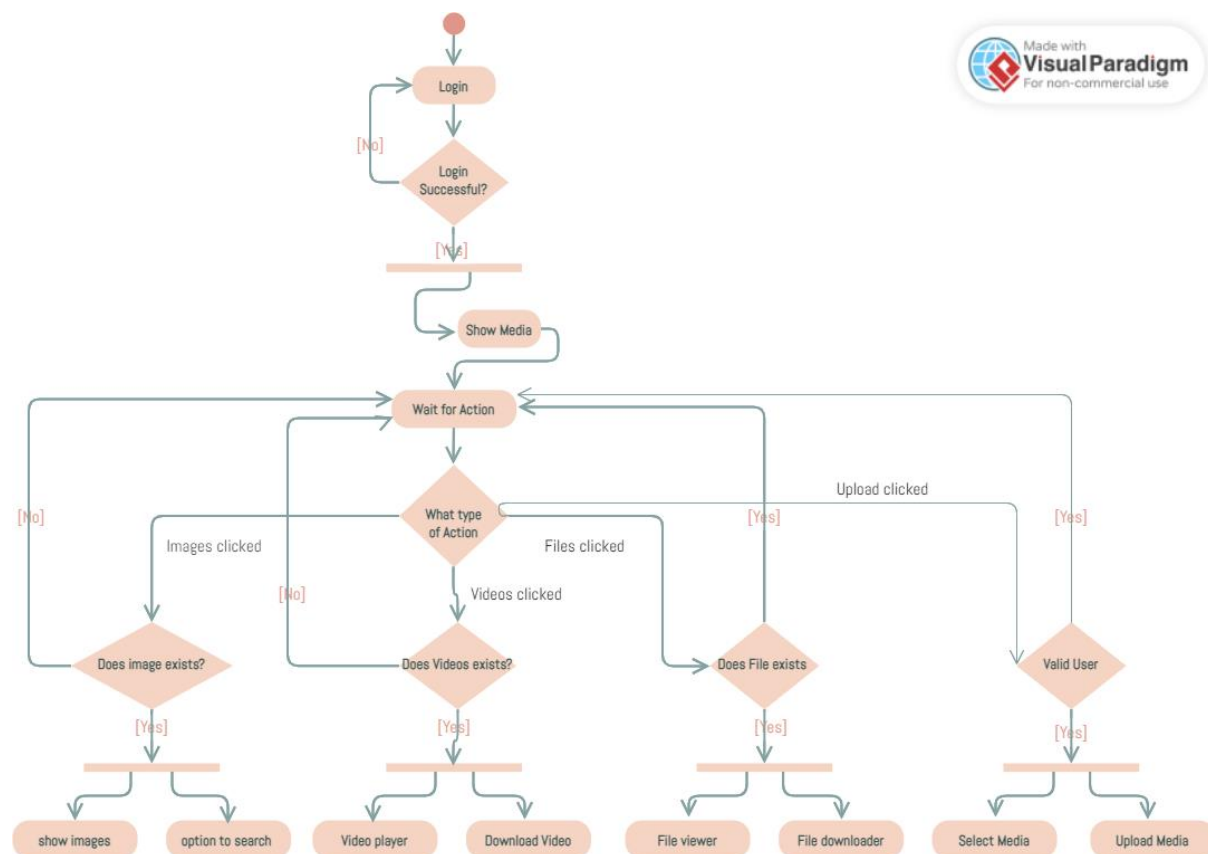 Made with
Visual Paradigm
For non-commercial use
Login
[No]
Login
Successful?
[Yes]
Show Media
Wait for Action
Upload clicked
What type
of Action
[No]
[Yes]
[Yes]
Images clicked
Files clicked
[No]
Videos clicked
Does image exists?
Does Videos exists?
Does File exists
Valid User
[Yes]
[Yes]
[Yes]
[Yes]
show images
option to search
Video player
Download Video
File viewer
File downloader
Select Media
Upload Media